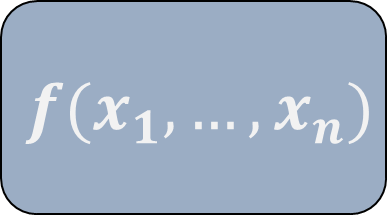 f(x₁, … , xₙ)